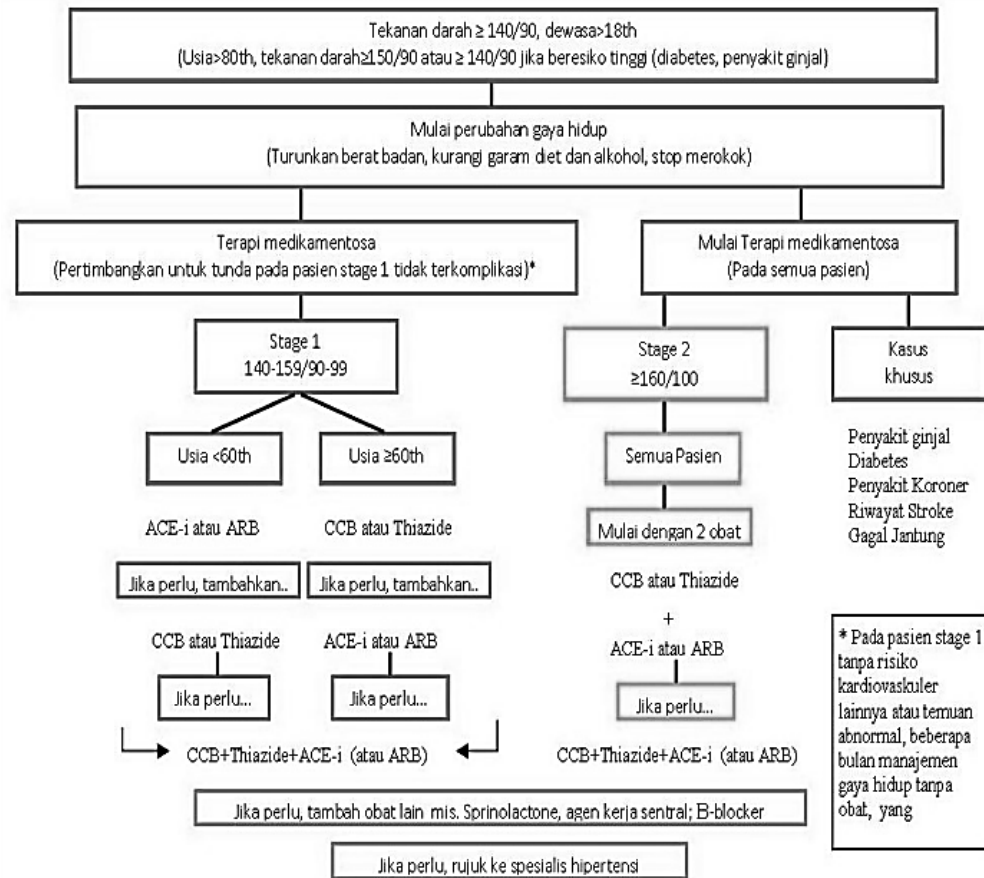 Tekanan darah ≥ 140/90, dewasa>18th
(Usia>80th, tekanan darah≥150/90 atau ≥ 140/90 jika beresiko tinggi (diabetes, penyakit ginjal)
Mulai perubahan gaya hidup
(Turunkan berat badan, kurangi garam diet dan alkohol, stop merokok)
Terapi medikamentosa
(Pertimbangkan untuk tunda pada pasien stage 1 tidak terkomplikasi)*
Mulai Terapi medikamentosa
(Pada semua pasien)
Stage 1
140-159/90-99
Stage 2
≥160/100
Kasus
khusus
Usia <60th
Usia ≥60th
Semua Pasien
Penyakit ginjal
Diabetes
Penyakit Koroner
Riwayat Stroke
Gagal Jantung
ACE-i atau ARB
CCB atau Thiazide
Mulai dengan 2 obat
Jika perlu, tambahkan..
Jika perlu, tambahkan..
CCB atau Thiazide
+
ACE-i atau ARB
CCB atau Thiazide
ACE-i atau ARB
Jika perlu...
Jika perlu...
Jika perlu...
CCB+Thiazide+ACE-i (atau ARB)
CCB+Thiazide+ACE-i (atau ARB)
* Pada pasien stage 1
tanpa risiko
kardiovaskuler
lainnya atau temuan
abnormal, beberapa
bulan manajemen
gaya hidup tanpa
obat, yang
Jika perlu, tambah obat lain mis. Sprinolactone, agen kerja sentral; B-blocker
Jika perlu, rujuk ke spesialis hipertensi